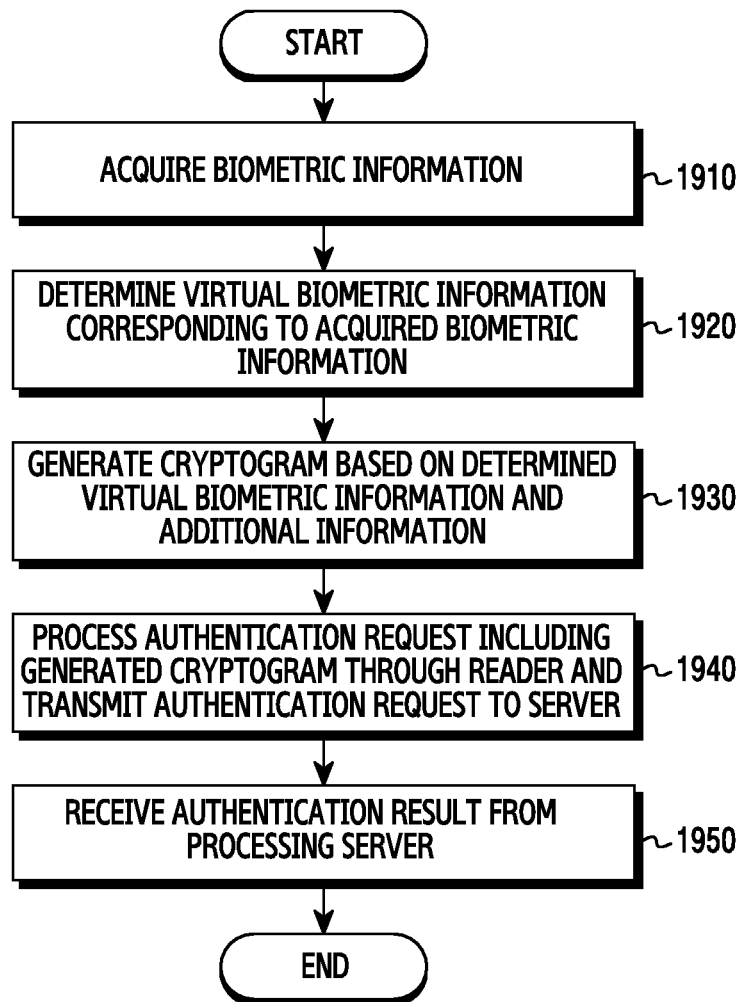 START
ACQUIRE BIOMETRIC INFORMATION
1910
DETERMINE VIRTUAL BIOMETRIC INFORMATION
CORRESPONDING TO ACQUIRED BIOMETRIC
INFORMATION
1920
GENERATE CRYPTOGRAM BASED ON DETERMINED
VIRTUAL BIOMETRIC INFORMATION AND
ADDITIONAL INFORMATION
1930
PROCESS AUTHENTICATION REQUEST INCLUDING
GENERATED CRYPTOGRAM THROUGH READER AND
TRANSMIT AUTHENTICATION REQUEST TO SERVER
1940
RECEIVE AUTHENTICATION RESULT FROM
PROCESSING SERVER
1950
END